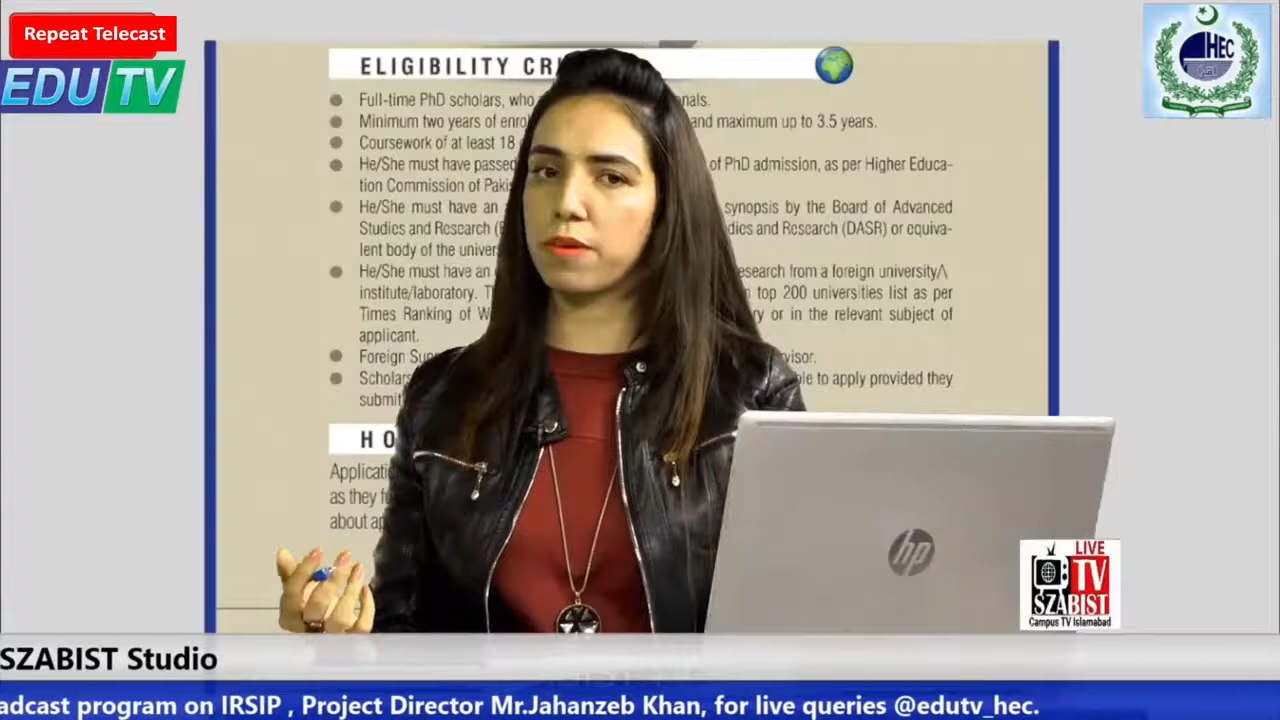 Repeat Telecast
EDU TV
HEC
ELIGIBILITY CR
Full-time PhD scholars, who
nals.
Minimum two years of enrol
and maximum up to 3.5 years.
Coursework of at least 18
He/She must have passed
of PhD admission, as per Higher Educa-
tion Commission of Paki
He/She must have an
synopsis by the Board of Advanced
Studies and Research (
dies and Research (DASR) or equiva-
lent body of the univer
He/She must have an
esearch from a foreign university/\
institute/laboratory. T
n top 200 universities list as per
Times Ranking of W
ry or in the relevant subject of
applicant.
Foreign Sup
visor.
Scholars
ble to apply provided they
submit
HO
Applicatio
as they fu
about ap
hp
LIVE
TV
SZABIST
Campus TV Islamabad
SZABIST Studio
adcast program on IRSIP , Project Director Mr.Jahanzeb Khan, for live queries @edutv_hec.